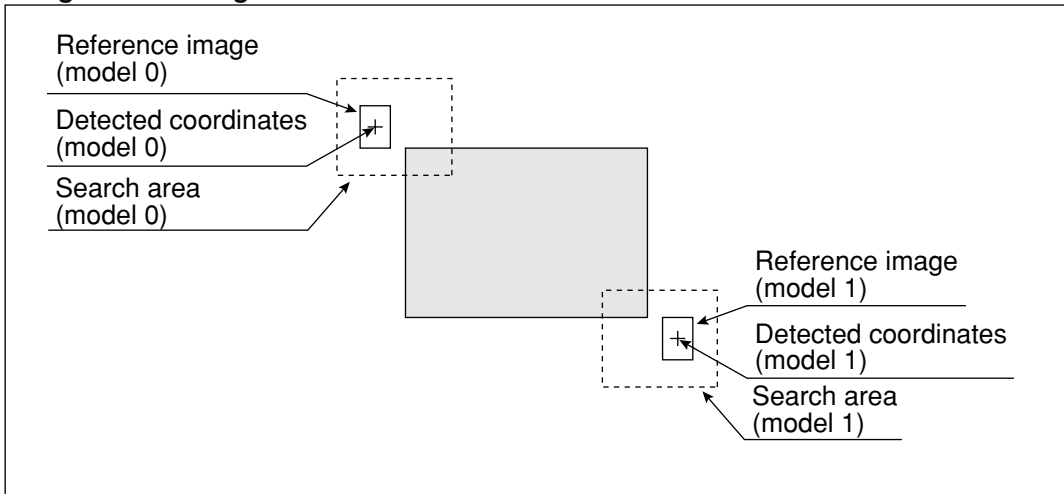 Reference image
(model 0)
Detected coordinates
(model 0)
Search area
(model 0)
Reference image
(model 1)
Detected coordinates
(model 1)
Search area
(model 1)